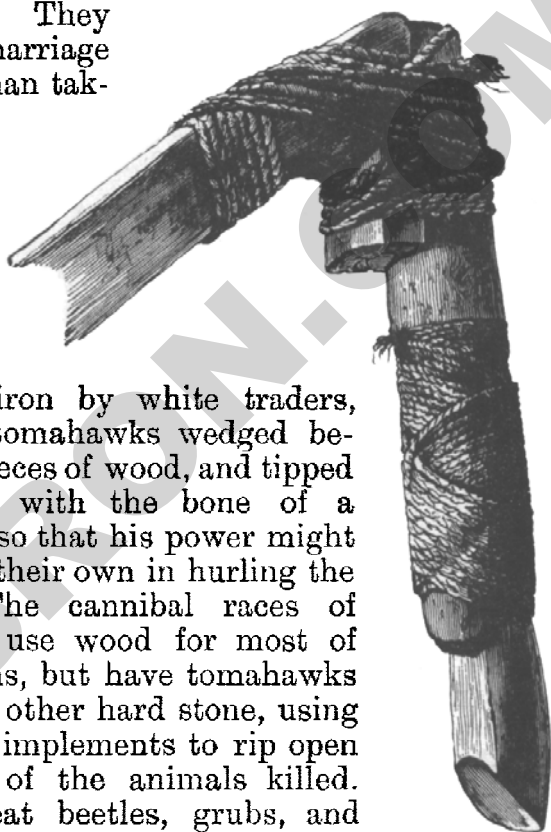 They
marriage
man tak-
iron by white traders,
tomahawks wedged be-
pieces of wood, and tipped
with the bone of a
so that his power might
their own in hurling the
The cannibal races of
use wood for most of
but have tomahawks
other hard stone, using
implements to rip open
of the animals killed.
eat beetles, grubs, and